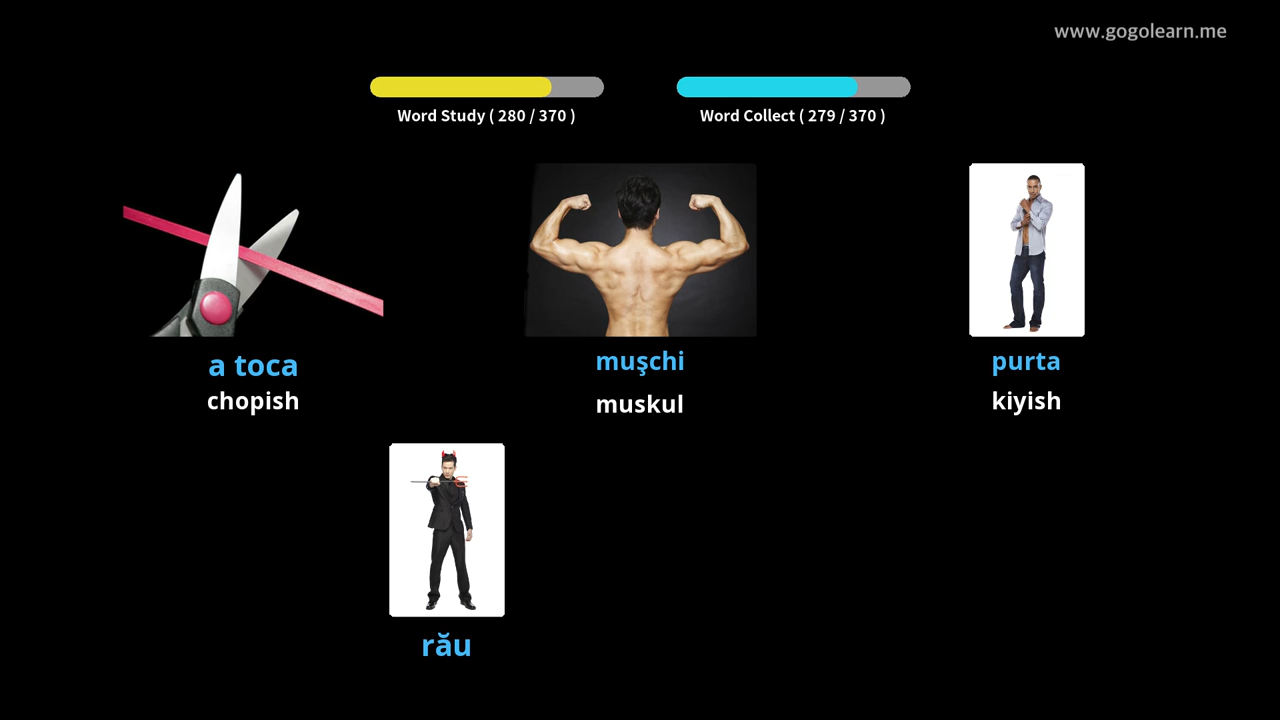 www.gogolearn.me
Word Study ( 280 / 370 )
Word Collect ( 279 / 370 )
a toca
chopish
muşchi
muskul
purta
kiyish
rău